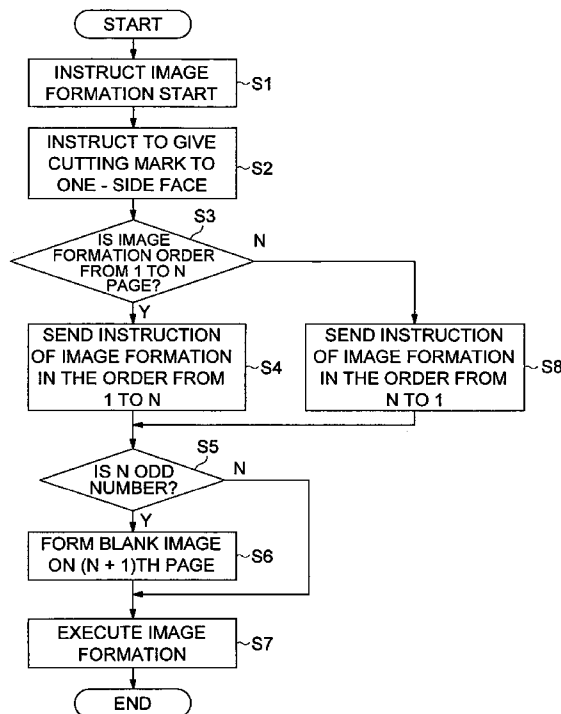 START
INSTRUCT IMAGE
FORMATION START
S1
INSTRUCT TO GIVE
CUTTING MARK TO
ONE - SIDE FACE
S2
S3
IS IMAGE
FORMATION ORDER
FROM 1 TO N
PAGE?
N
Y
SEND INSTRUCTION
OF IMAGE FORMATION
IN THE ORDER FROM
1 TO N
S4
SEND INSTRUCTION
OF IMAGE FORMATION
IN THE ORDER FROM
N TO 1
S8
S5
IS N ODD
NUMBER?
N
Y
FORM BLANK IMAGE
ON (N + 1)TH PAGE
S6
EXECUTE IMAGE
FORMATION
S7
END